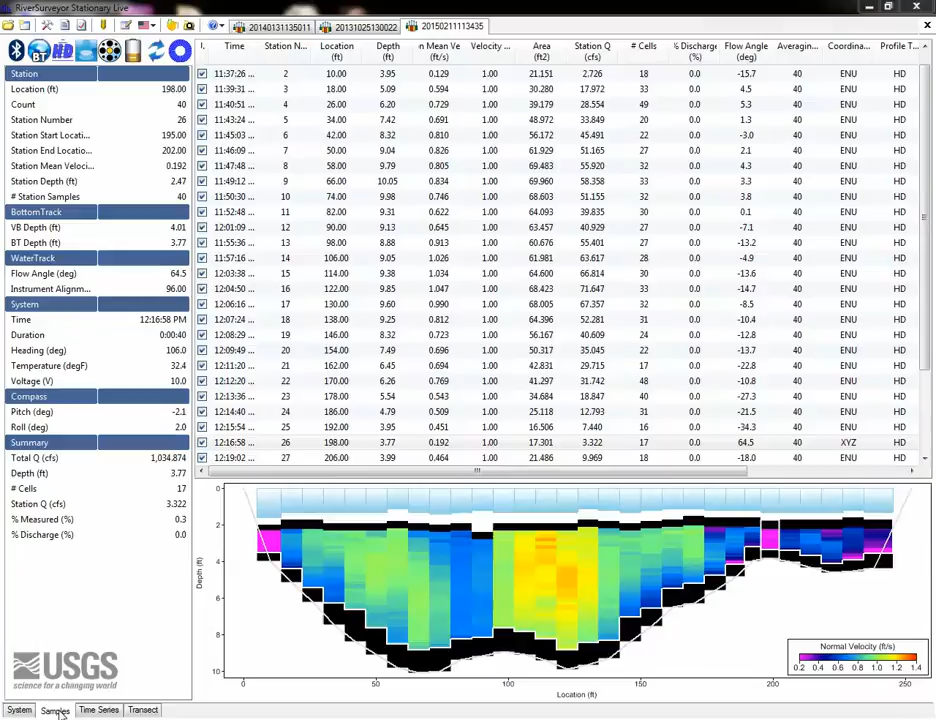 RiverSurveyor Stationary Live
20140131135011 20131025130022 20150211113435
I. Time Station N... Location (ft) Depth (ft) n Mean Ve (ft/s) Velocity ... Area (ft2) Station Q (cfs) # Cells % Discharge (%) Flow Angle (deg) Averagin... Coordina... Profile T
11:37:26 ... 2 10.00 3.95 0.129 1.00 21.151 2.726 18 0.0 -15.7 40 ENU HD
11:39:31 ... 3 18.00 5.09 0.594 1.00 30.280 17.972 33 0.0 4.5 40 ENU HD
11:40:51 ... 4 26.00 6.20 0.729 1.00 39.179 28.554 49 0.0 5.3 40 ENU HD
11:43:24 ... 5 34.00 7.42 0.691 1.00 48.972 33.849 20 0.0 1.3 40 ENU HD
11:45:03 ... 6 42.00 8.32 0.810 1.00 56.172 45.491 22 0.0 -3.0 40 ENU HD
11:46:09 ... 7 50.00 9.04 0.826 1.00 61.929 51.165 27 0.0 2.1 40 ENU HD
11:47:48 ... 8 58.00 9.79 0.805 1.00 69.483 55.920 32 0.0 4.3 40 ENU HD
11:49:12 ... 9 66.00 10.05 0.834 1.00 69.960 58.358 33 0.0 3.3 40 ENU HD
11:50:30 ... 10 74.00 9.98 0.746 1.00 68.603 51.155 32 0.0 3.8 40 ENU HD
11:52:48 ... 11 82.00 9.31 0.622 1.00 64.093 39.835 30 0.0 0.1 40 ENU HD
12:01:09 ... 12 90.00 9.13 0.645 1.00 63.457 40.929 27 0.0 -7.1 40 ENU HD
11:55:36 ... 13 98.00 8.88 0.913 1.00 60.676 55.401 27 0.0 -13.2 40 ENU HD
11:57:16 ... 14 106.00 9.05 1.026 1.00 61.981 63.617 28 0.0 -4.9 40 ENU HD
12:03:38 ... 15 114.00 9.38 1.034 1.00 64.600 66.814 30 0.0 -13.6 40 ENU HD
12:04:50 ... 16 122.00 9.85 1.047 1.00 68.423 71.647 33 0.0 -14.7 40 ENU HD
12:06:16 ... 17 130.00 9.60 0.990 1.00 68.005 67.357 32 0.0 -8.5 40 ENU HD
12:07:24 ... 18 138.00 9.25 0.812 1.00 64.396 52.281 31 0.0 -10.4 40 ENU HD
12:08:29 ... 19 146.00 8.32 0.723 1.00 56.167 40.609 24 0.0 -12.8 40 ENU HD
12:09:49 ... 20 154.00 7.49 0.696 1.00 50.317 35.045 22 0.0 -13.7 40 ENU HD
12:11:20 ... 21 162.00 6.45 0.694 1.00 42.831 29.715 17 0.0 -22.8 40 ENU HD
12:12:20 ... 22 170.00 6.26 0.769 1.00 41.297 31.742 48 0.0 -10.8 40 ENU HD
12:13:36 ... 23 178.00 5.54 0.543 1.00 34.684 18.847 40 0.0 -27.3 40 ENU HD
12:14:40 ... 24 186.00 4.79 0.509 1.00 25.118 12.793 31 0.0 -21.5 40 ENU HD
12:15:54 ... 25 192.00 3.95 0.451 1.00 16.506 7.440 16 0.0 -34.3 40 ENU HD
12:16:58 ... 26 198.00 3.77 0.192 1.00 17.301 3.322 17 0.0 64.5 40 XYZ HD
12:19:02 ... 27 206.00 3.99 0.464 1.00 21.486 9.969 18 0.0 -18.0 40 ENU HD
BT HD
Station
Location (ft) 198.00
Count 40
Station Number 26
Station Start Locati... 195.00
Station End Locatio... 202.00
Station Mean Veloci... 0.192
Station Depth (ft) 2.47
# Station Samples 40
BottomTrack
VB Depth (ft) 4.01
BT Depth (ft) 3.77
WaterTrack
Flow Angle (deg) 64.5
Instrument Alignm... 96.00
System
Time 12:16:58 PM
Duration 0:00:40
Heading (deg) 106.0
Temperature (degF) 32.4
Voltage (V) 10.0
Compass
Pitch (deg) -2.1
Roll (deg) 2.0
Summary
Total Q (cfs) 1,034.874
Depth (ft) 3.77
# Cells 17
Station Q (cfs) 3.322
% Measured (%) 0.3
% Discharge (%) 0.0
USGS
science for a changing world
Depth (ft)
0
2
4
6
8
10
0 50 100 150 200 250
Location (ft)
Normal Velocity (ft/s)
0.2 0.4 0.6 0.8 1.0 1.2 1.4
System Samples Time Series Transect